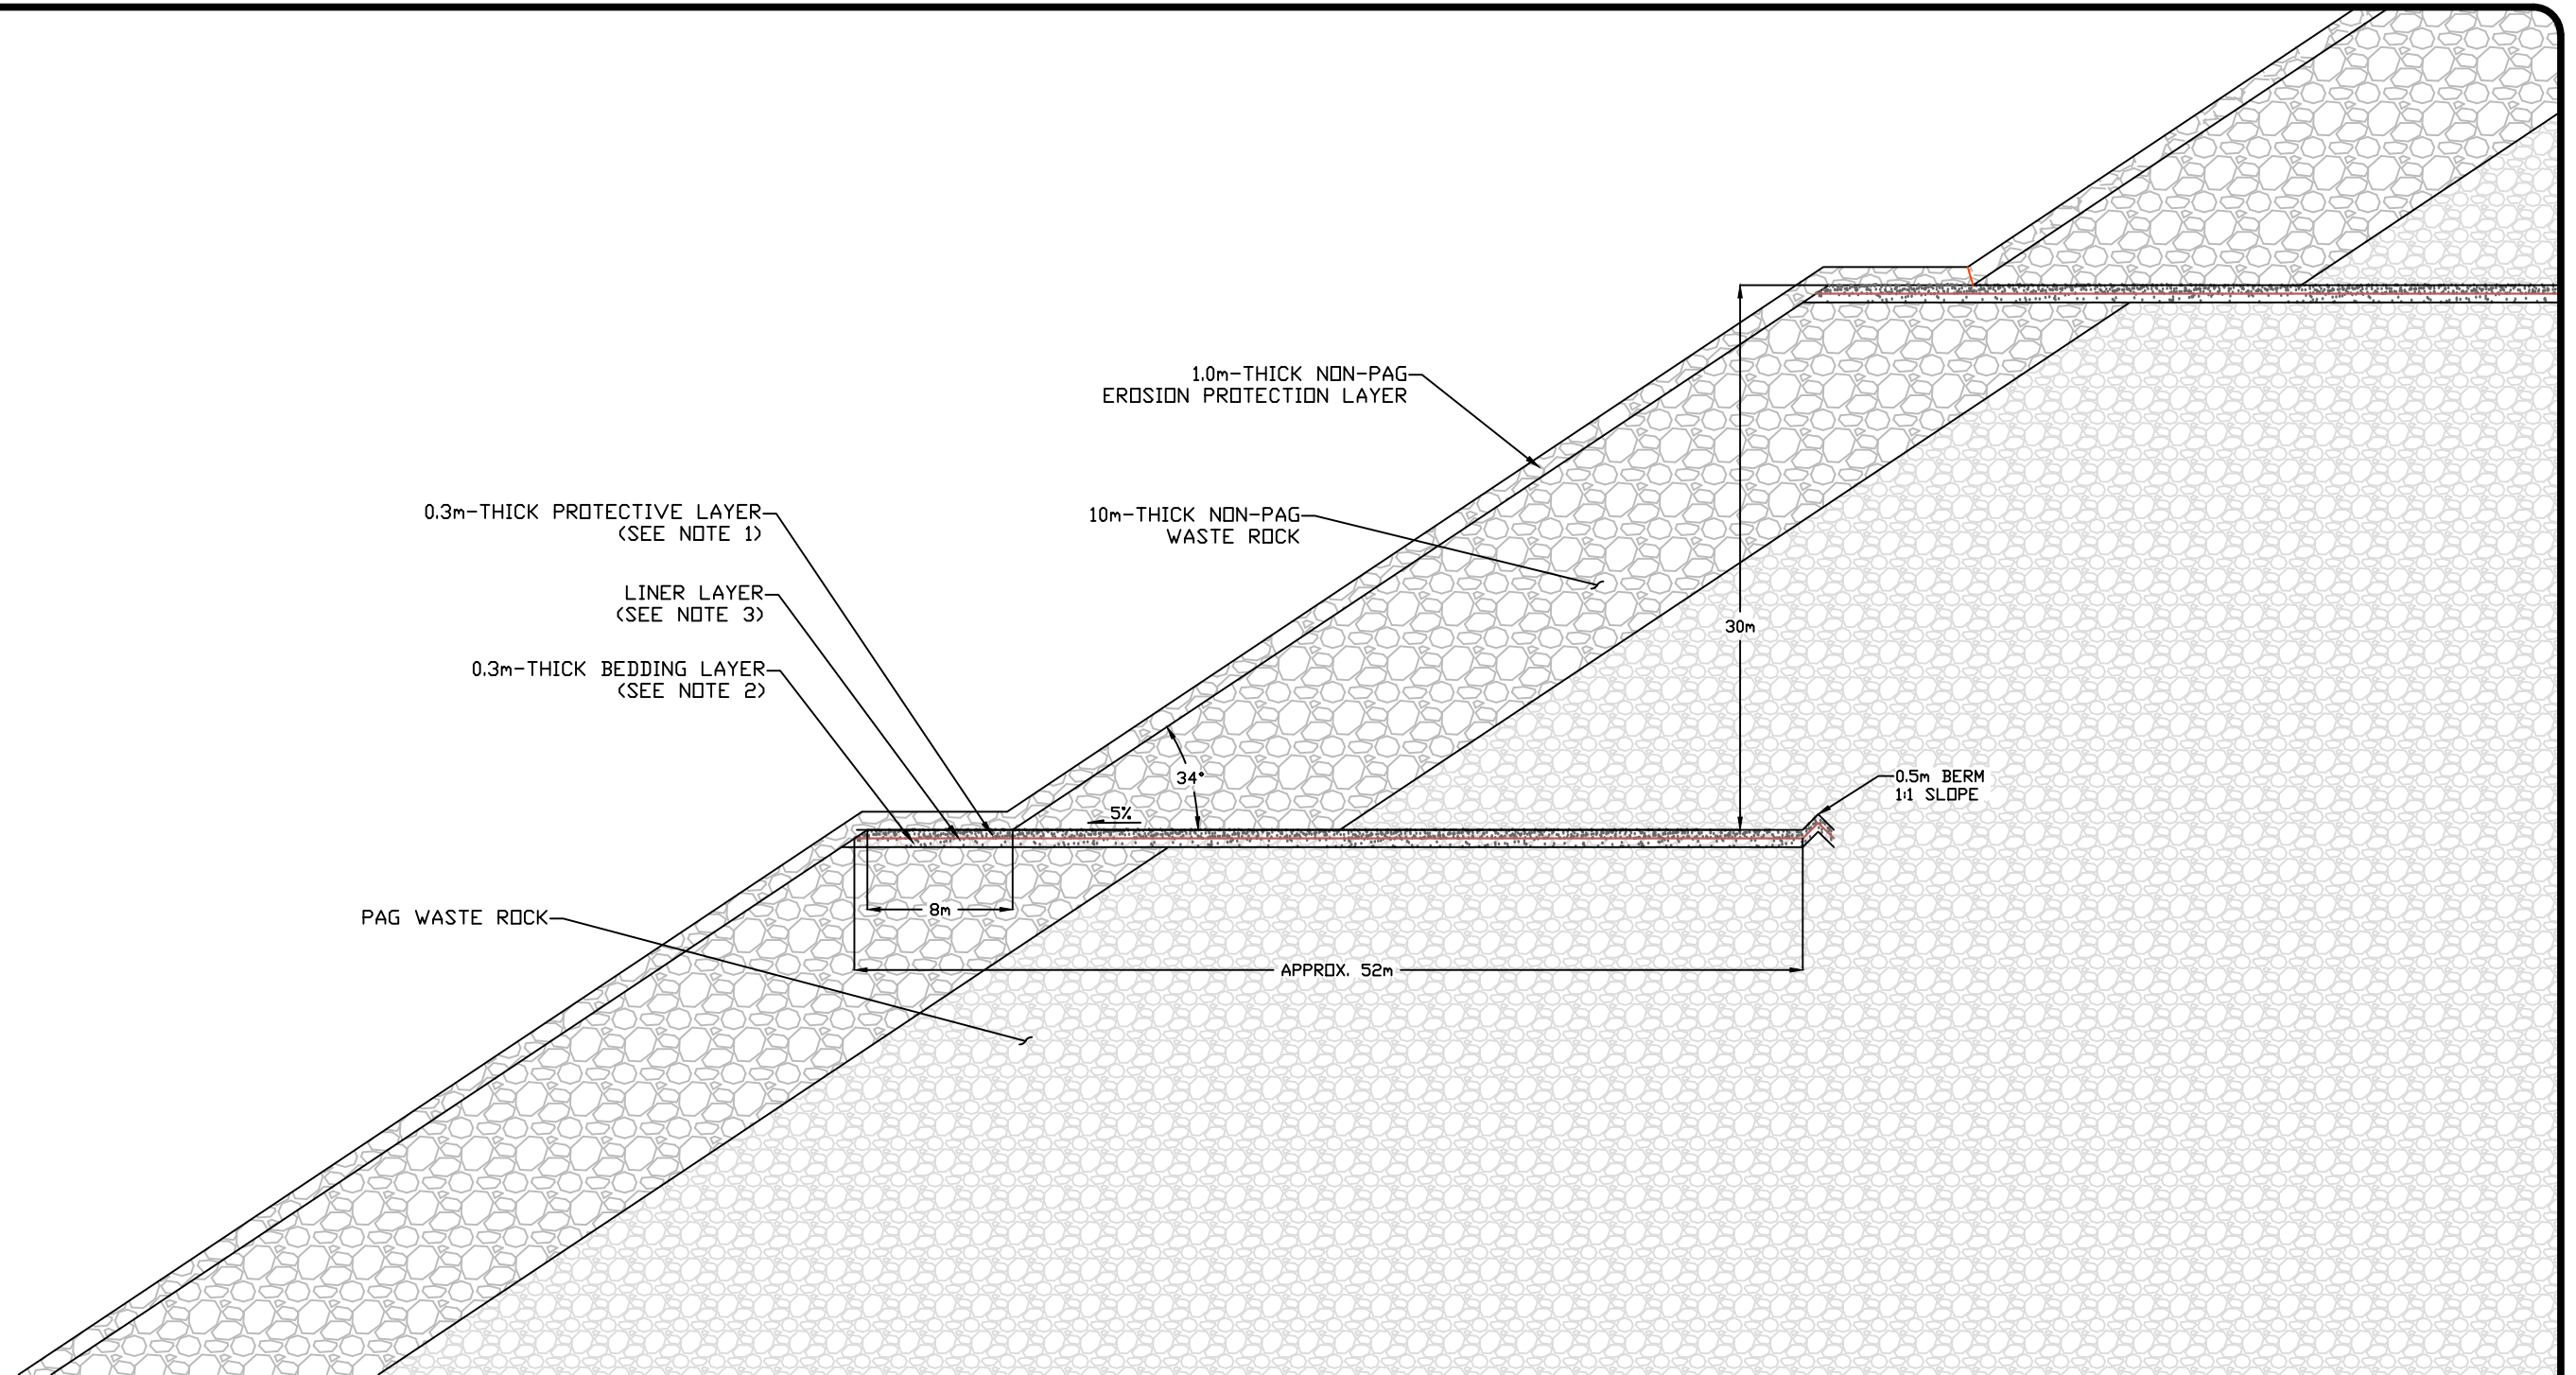 1.0m-THICK NON-PAG
EROSION PROTECTION LAYER
0.3m-THICK PROTECTIVE LAYER
(SEE NOTE 1)
10m-THICK NON-PAG
WASTE ROCK
LINER LAYER
(SEE NOTE 3)
30m
0.3m-THICK BEDDING LAYER
(SEE NOTE 2)
34°
0.5m BERM
1:1 SLOPE
5%
8m
PAG WASTE ROCK
APPROX. 52m